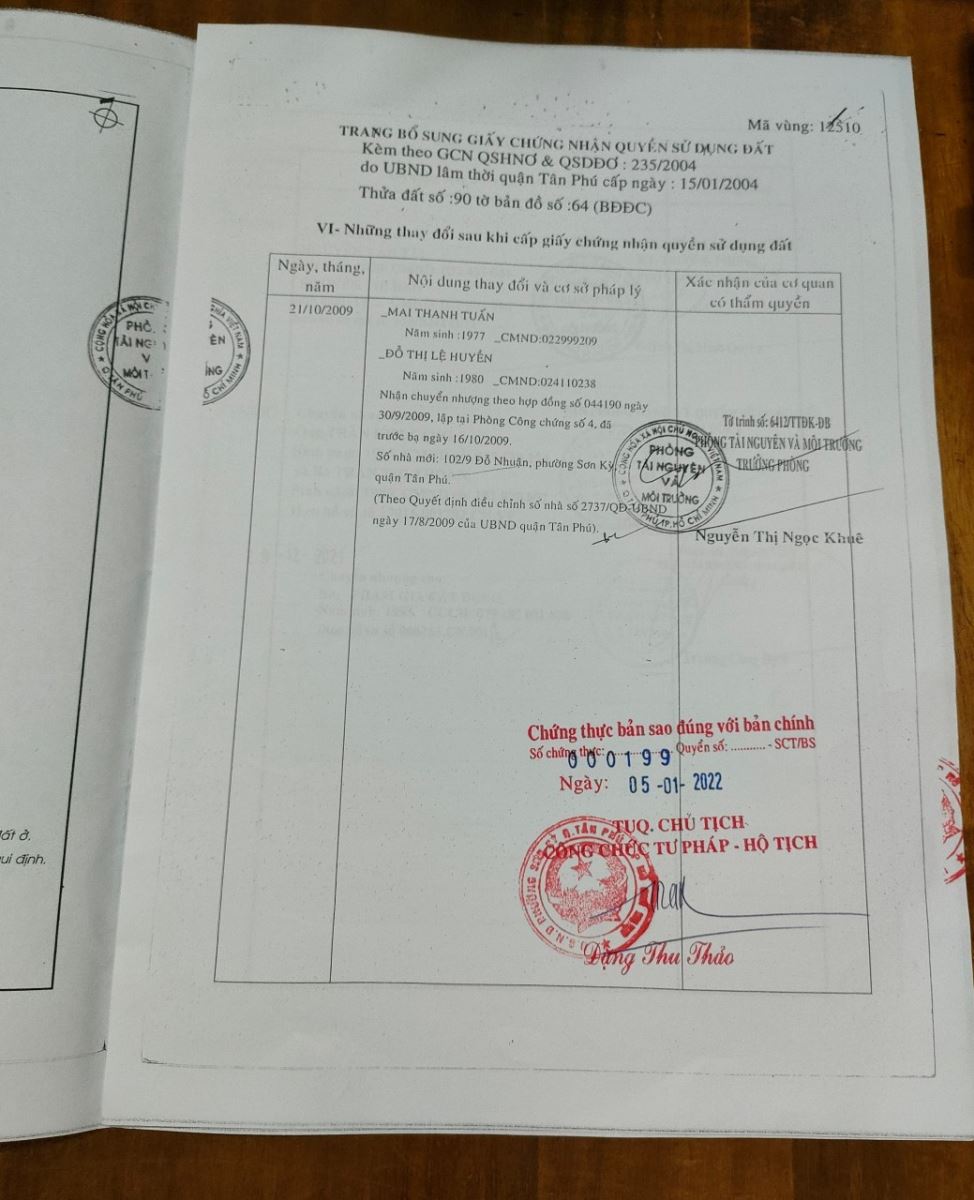 Mã vùng: 12510
TRANG BỔ SUNG GIẤY CHỨNG NHẬN QUYỀN SỬ DỤNG ĐẤT
Kèm theo GCN QSHNƠ & QSDĐƠ : 235/2004
do UBND lâm thời quận Tân Phú cấp ngày : 15/01/2004
Thửa đất số :90 tờ bản đồ số :64 (BĐĐC)
VI- Những thay đổi sau khi cấp giấy chứng nhận quyền sử dụng đất
Ngày, tháng, năm
Nội dung thay đổi và cơ sở pháp lý
Xác nhận của cơ quan có thẩm quyền
21/10/2009
_MAI THANH TUẤN
Năm sinh :1977 _CMND:022999209
_ĐỖ THỊ LỆ HUYỀN
Năm sinh :1980 _CMND:024110238
Nhận chuyển nhượng theo hợp đồng số 044190 ngày
30/9/2009, lập tại Phòng Công chứng số 4, đã
trước bạ ngày 16/10/2009.
Số nhà mới: 102/9 Đỗ Nhuận, phường Sơn Kỳ,
quận Tân Phú.
(Theo Quyết định điều chỉnh số nhà số 2737/QĐ-UBND
ngày 17/8/2009 của UBND quận Tân Phú).
Tờ trình số: 6412/TTĐK-ĐB
PHÒNG TÀI NGUYÊN VÀ MÔI TRƯỜNG
TRƯỞNG PHÒNG
PHÒNG
TÀI NGUYÊN
VÀ
MÔI TRƯỜNG
Nguyễn Thị Ngọc Khuê
Chứng thực bản sao đúng với bản chính
Số chứng thực: 000199 Quyển số: ........... - SCT/BS
Ngày: 05 -01- 2022
TUQ. CHỦ TỊCH
CÔNG CHỨC TƯ PHÁP - HỘ TỊCH
Đặng Thu Thảo
đất ở.
qui định.